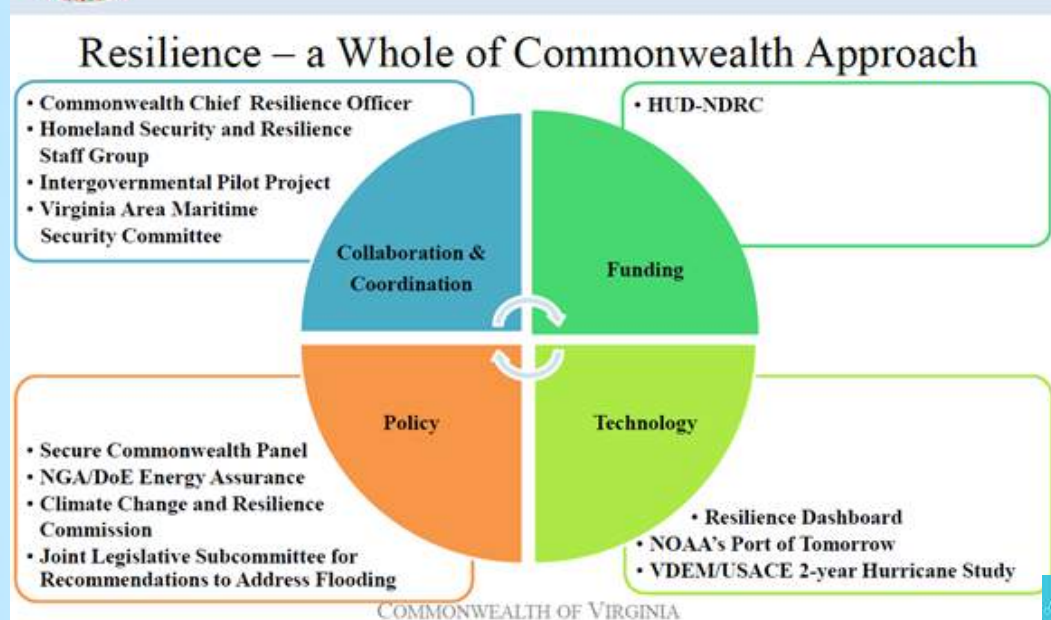 Resilience – a Whole of Commonwealth Approach
• Commonwealth Chief Resilience Officer
• Homeland Security and Resilience
Staff Group
• Intergovernmental Pilot Project
• Virginia Area Maritime
Security Committee
• HUD-NDRC
Collaboration &
Coordination
Funding
Policy
Technology
• Secure Commonwealth Panel
• NGA/DoE Energy Assurance
• Climate Change and Resilience
Commission
• Joint Legislative Subcommittee for
Recommendations to Address Flooding
• Resilience Dashboard
• NOAA's Port of Tomorrow
• VDEM/USACE 2-year Hurricane Study
COMMONWEALTH OF VIRGINIA